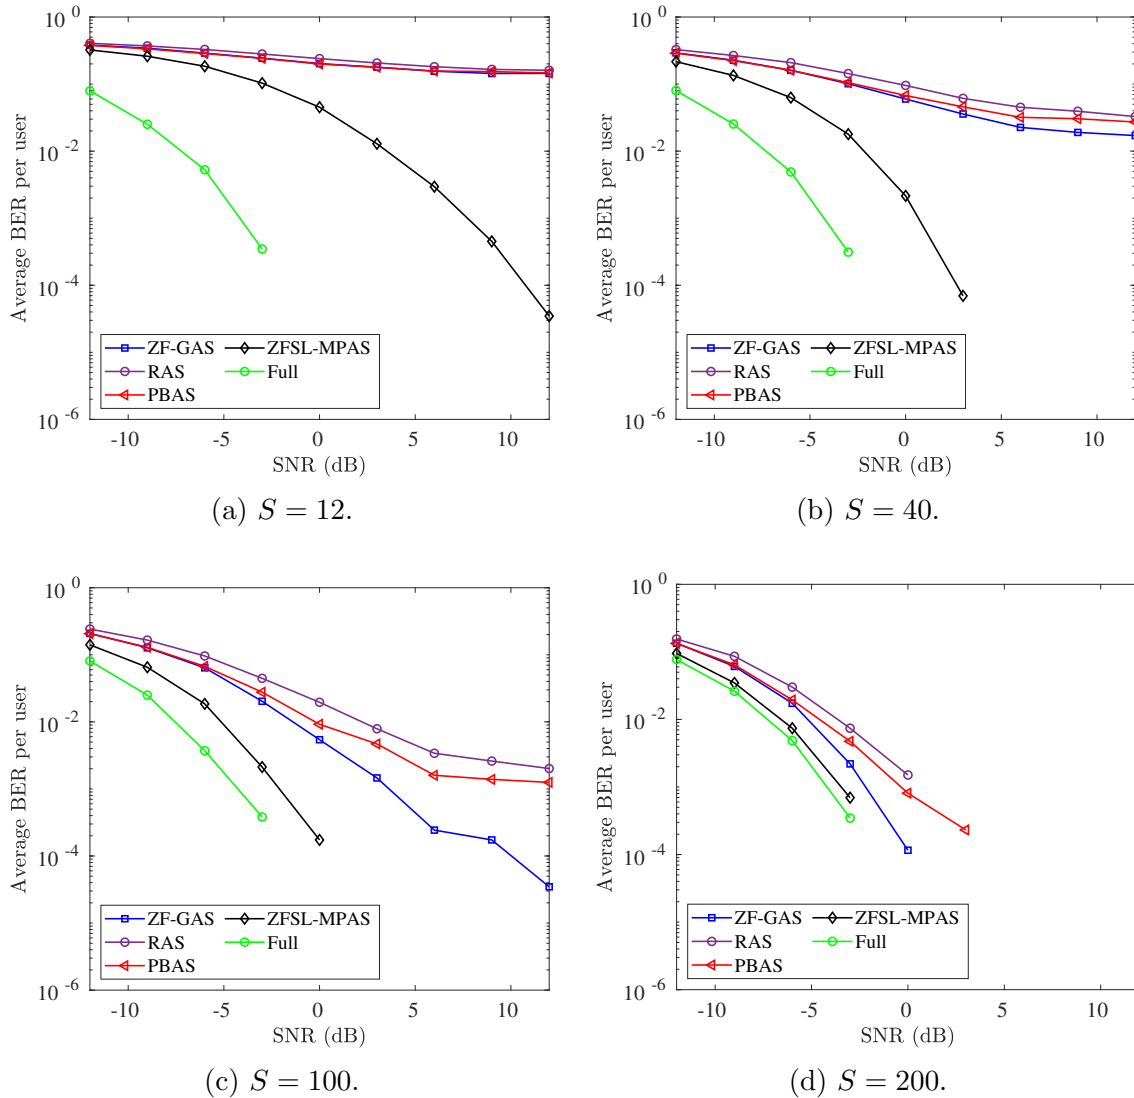 10 0
10 -2
10 -4
10 -6
Average BER per user
-10 -5 0 5 10
SNR (dB)
ZF-GAS ZFSL-MPAS
RAS Full
PBAS
(a) S = 12.
10 0
10 -2
10 -4
10 -6
Average BER per user
-10 -5 0 5 10
SNR (dB)
ZF-GAS ZFSL-MPAS
RAS Full
PBAS
(b) S = 40.
10 0
10 -2
10 -4
10 -6
Average BER per user
-10 -5 0 5 10
SNR (dB)
ZF-GAS ZFSL-MPAS
RAS Full
PBAS
(c) S = 100.
10 0
10 -2
10 -4
10 -6
Average BER per user
-10 -5 0 5 10
SNR (dB)
ZF-GAS ZFSL-MPAS
RAS Full
PBAS
(d) S = 200.